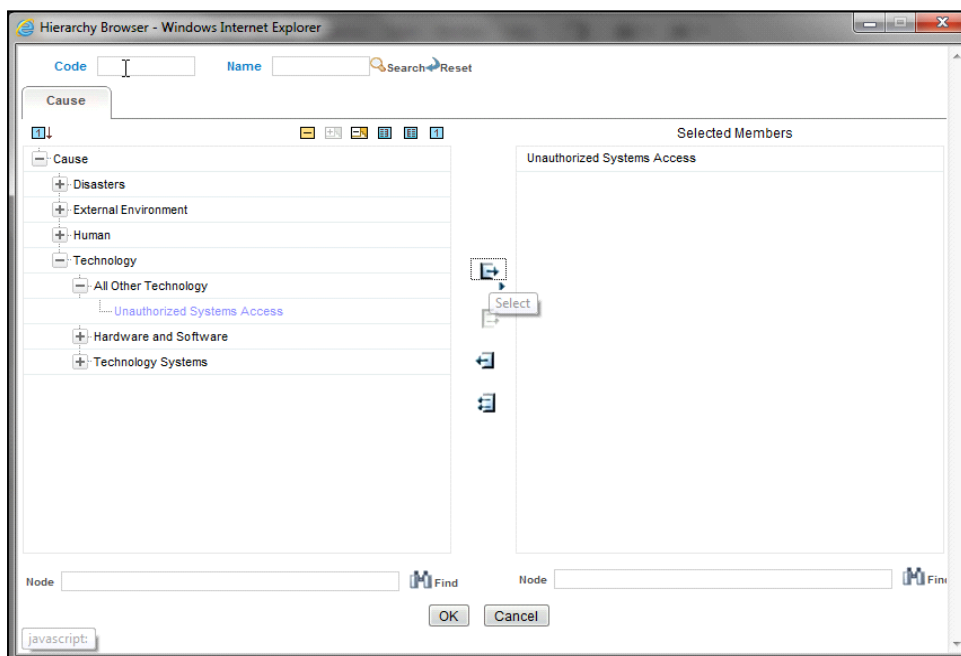 Hierarchy Browser - Windows Internet Explorer
Code Name Search Reset
Cause
Selected Members
Cause
Unauthorized Systems Access
Disasters
External Environment
Human
Technology
All Other Technology
Select
Unauthorized Systems Access
Hardware and Software
Technology Systems
Node Find
Node Find
OK Cancel
javascript: